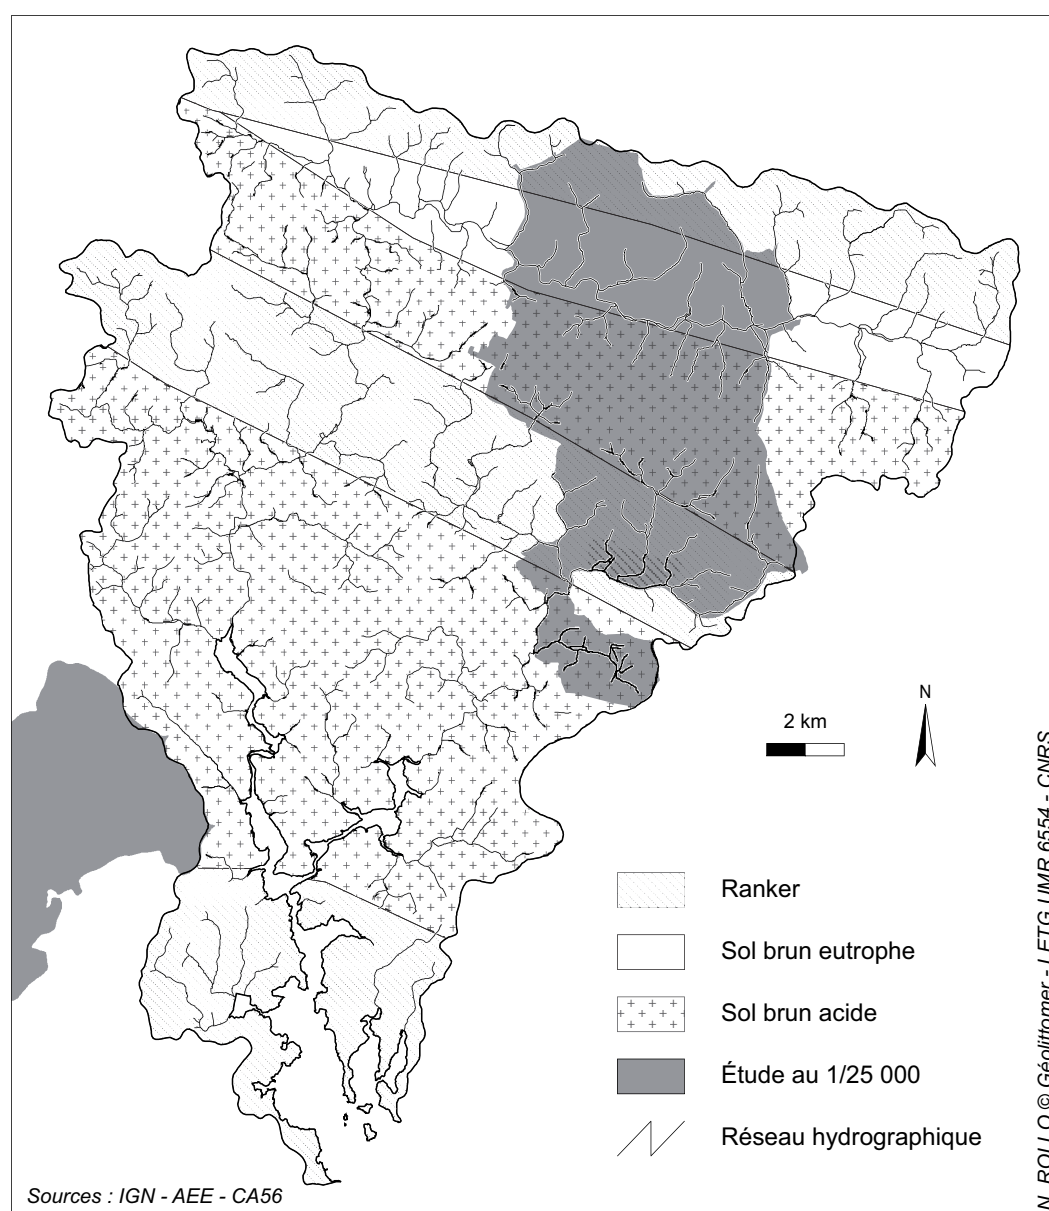 N
2 km
Ranker
Sol brun eutrophe
Sol brun acide
Étude au 1/25 000
Réseau hydrographique
Sources : IGN - AEE - CA56
N. ROLLO © Géolittomer - LETG UMR 6554 - CNRS